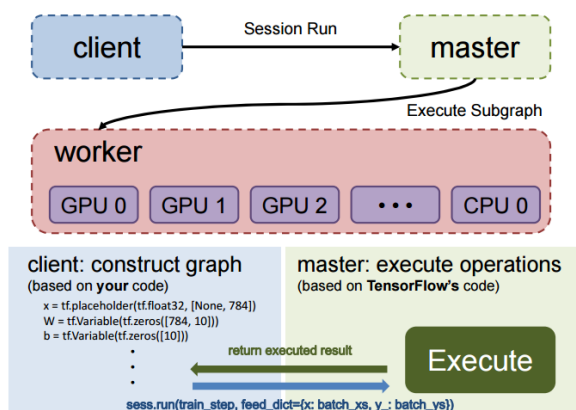 client
Session Run
master
Execute Subgraph
worker
GPU 0
GPU 1
GPU 2
• • •
CPU 0
client: construct graph
(based on your code)
x = tf.placeholder(tf.float32, [None, 784])
W = tf.Variable(tf.zeros([784, 10]))
b = tf.Variable(tf.zeros([10]))
•
•
•
master: execute operations
(based on TensorFlow's code)
return executed result
Execute
sess.run(train_step, feed_dict={x: batch_xs, y_: batch_ys})